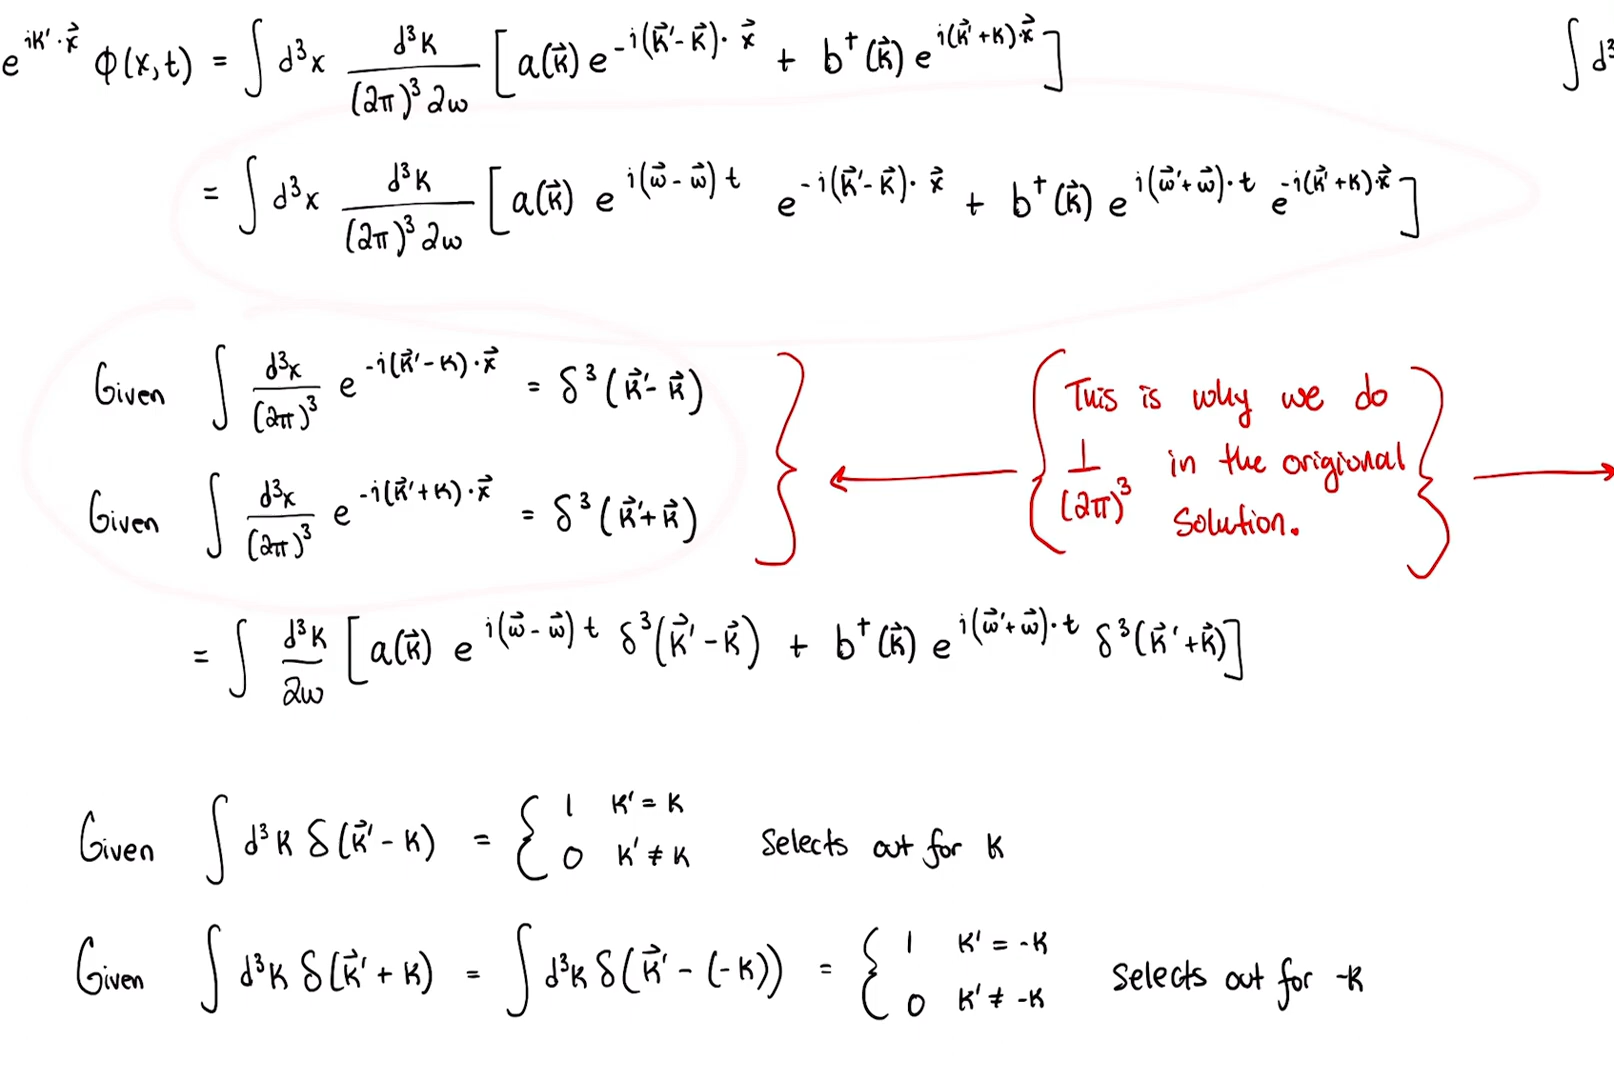 e^{iK'·x⃗} ϕ(x,t) = ∫ d³x d³K/((2π)³ 2ω) [ a(K⃗) e^{-i(K⃗'-K⃗)·x⃗} + b†(K⃗) e^{i(K⃗'+K)·x⃗} ]
∫ d³
= ∫ d³x d³K/((2π)³ 2ω) [ a(K⃗) e^{i(ω⃗-ω⃗)t} e^{-i(K⃗'-K⃗)·x⃗} + b†(K⃗) e^{i(ω⃗'+ω⃗)·t} e^{-i(K⃗'+K)·x⃗} ]
Given ∫ d³x/(2π)³ e^{-i(K⃗'-K)·x⃗} = δ³(K⃗'-K⃗)
Given ∫ d³x/(2π)³ e^{-i(K⃗'+K)·x⃗} = δ³(K⃗'+K⃗)
This is why we do
1/(2π)³ in the origional
Solution.
= ∫ d³K/2ω [ a(K⃗) e^{i(ω⃗-ω⃗)t} δ³(K⃗'-K⃗) + b†(K⃗) e^{i(ω⃗'+ω⃗)·t} δ³(K⃗'+K⃗) ]
Given ∫ d³K δ(K⃗'-K) = { 1 K'=K
0 K'≠K Selects out for K
Given ∫ d³K δ(K⃗'+K) = ∫ d³K δ(K⃗'-(-K)) = { 1 K'=-K
0 K'≠-K Selects out for -K